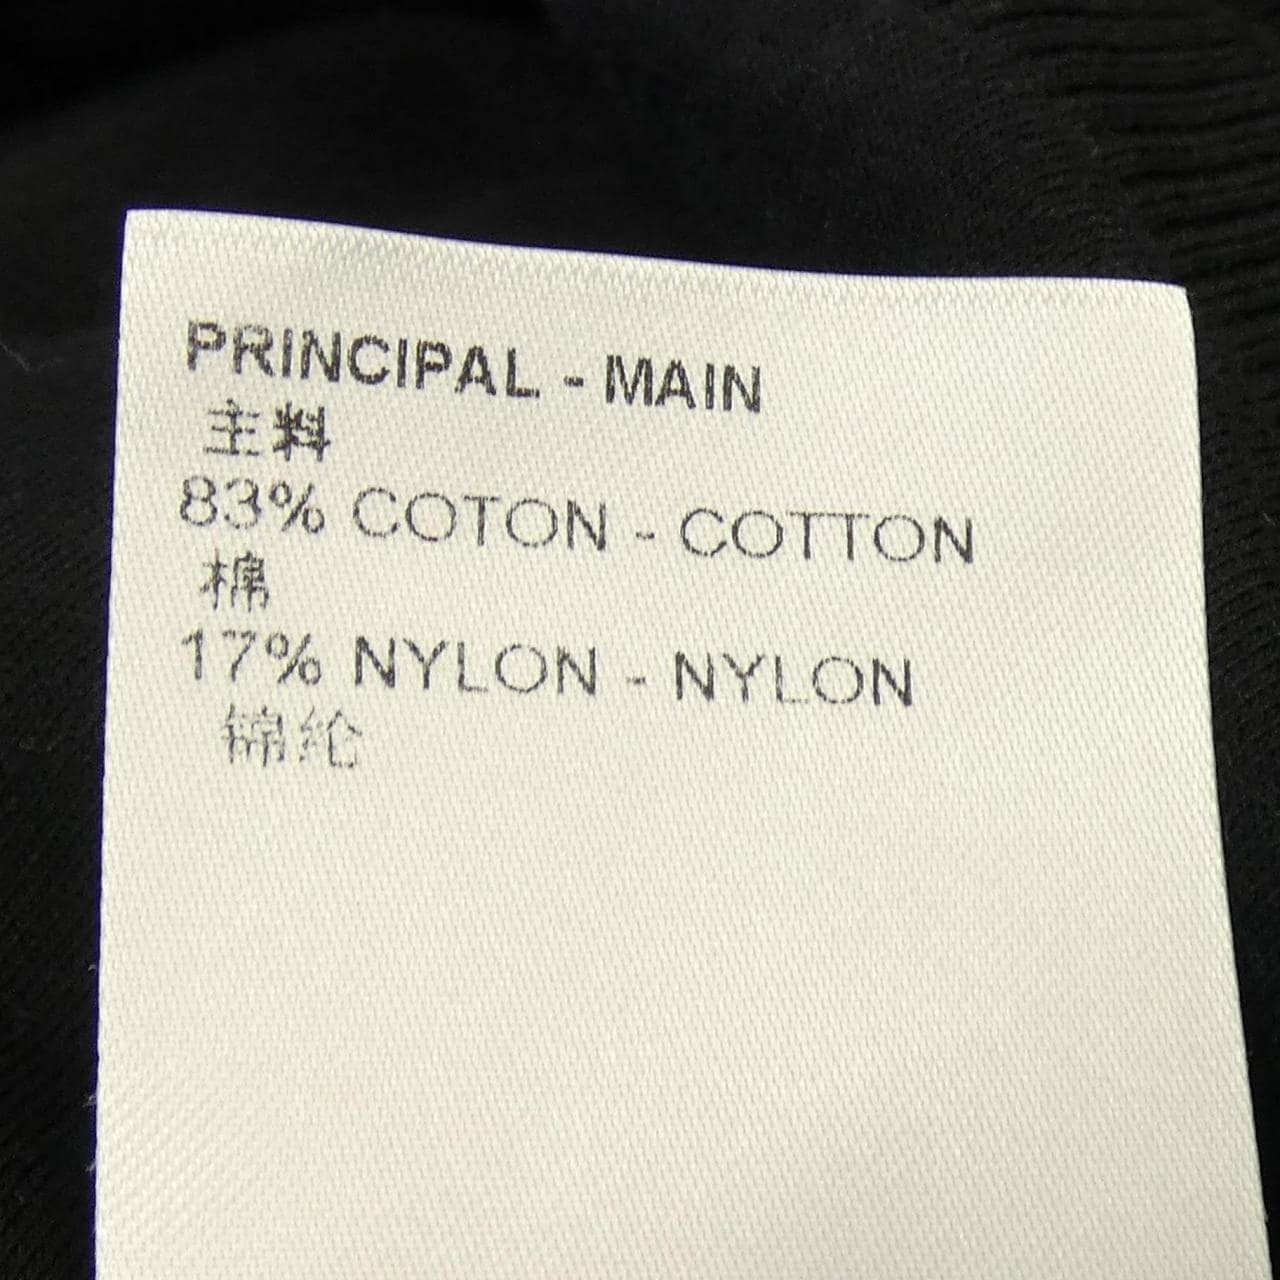 PRINCIPAL - MAIN
主料
83% COTON - COTTON
棉
17% NYLON - NYLON
锦纶